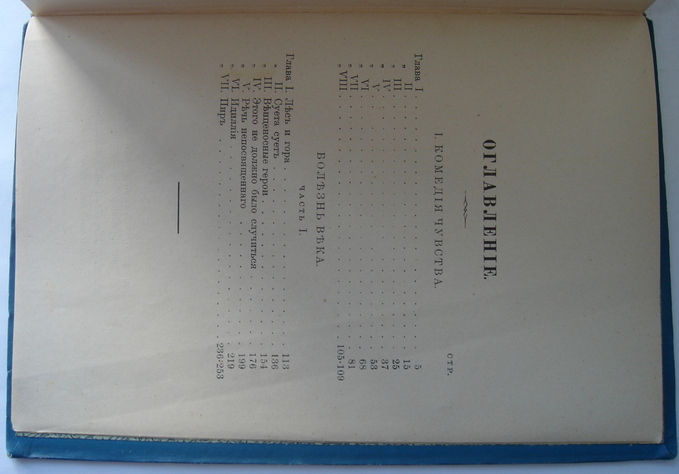 ОГЛАВЛЕНІЕ.
I. КОМЕДІЯ ЧУВСТВА.
СТР.
Глава I . . . . . . . . . . 5
„ II . . . . . . . . . . 15
„ III . . . . . . . . . . 25
„ IV . . . . . . . . . . 37
„ V . . . . . . . . . . 53
„ VI . . . . . . . . . . 68
„ VII . . . . . . . . . . 81
„ VIII . . . . . . . . . . 105-109
БОЛѢЗНЬ ВѢКА.
ЧАСТЬ I.
Глава I. Лѣсъ и гора . . . . . . . . . . 113
„ II. Суета суетъ . . . . . . . . . . 136
„ III. Вѣнценосные герои . . . . . . . . . . 154
„ IV. Этого не должно было случиться . . . . . . 176
„ V. Рѣчь непосвященнаго . . . . . . . . . . 199
„ VI. Идиллія . . . . . . . . . . 219
„ VII. Пиръ . . . . . . . . . . 236-253